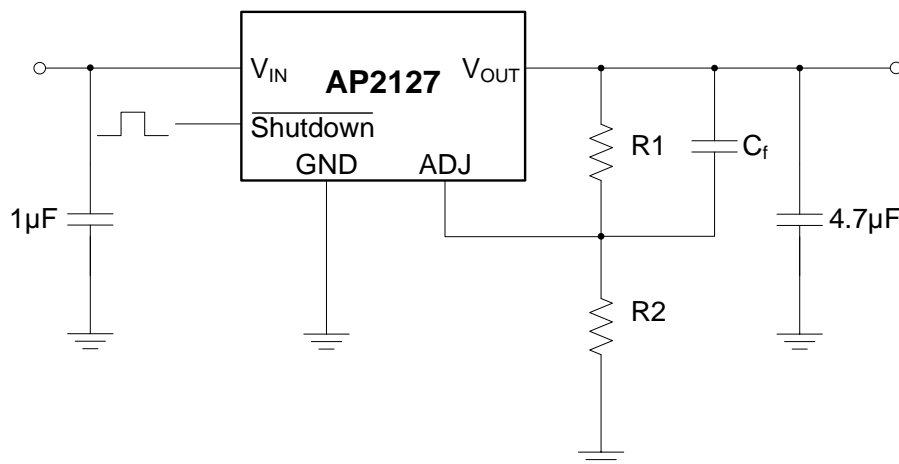 V_IN
AP2127
V_OUT
Shutdown
GND
ADJ
1µF
R1
C_f
4.7µF
R2